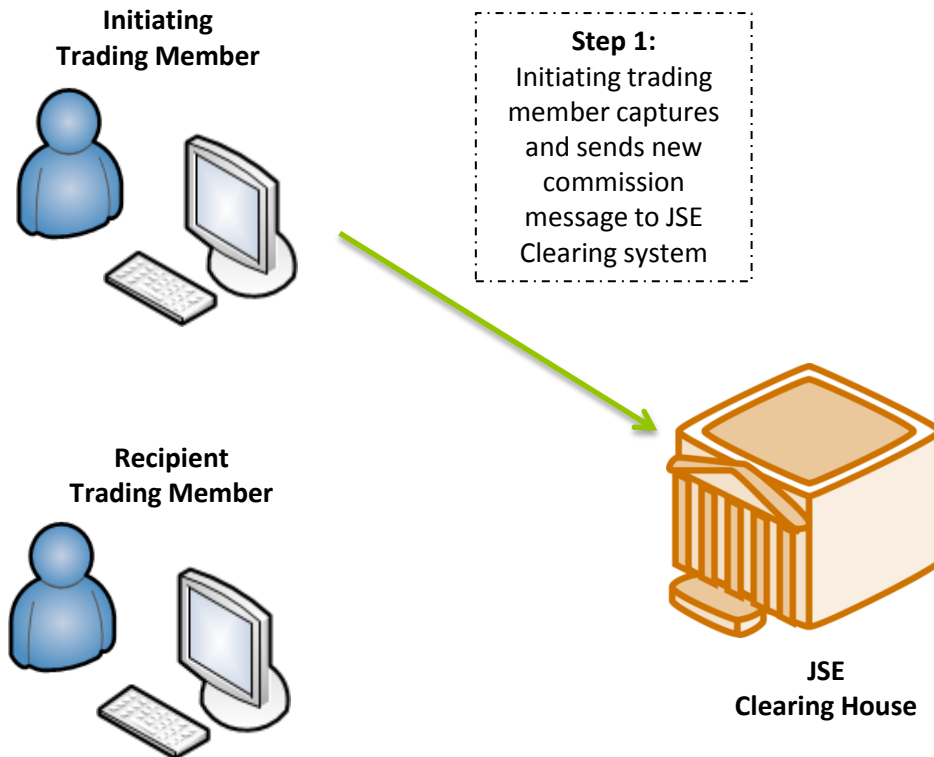 Initiating
Trading Member
Step 1:
Initiating trading
member captures
and sends new
commission
message to JSE
Clearing system
Recipient
Trading Member
JSE
Clearing House